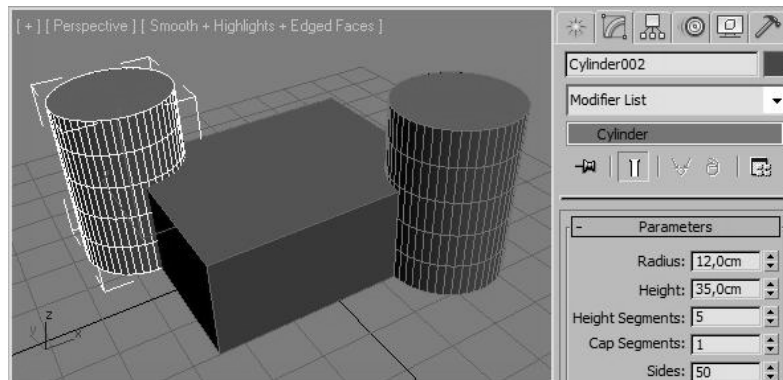 [ + ] [ Perspective ] [ Smooth + Highlights + Edged Faces ]
Cylinder002
Modifier List
Cylinder
- Parameters
Radius: 12,0cm
Height: 35,0cm
Height Segments: 5
Cap Segments: 1
Sides: 50
z
y
x